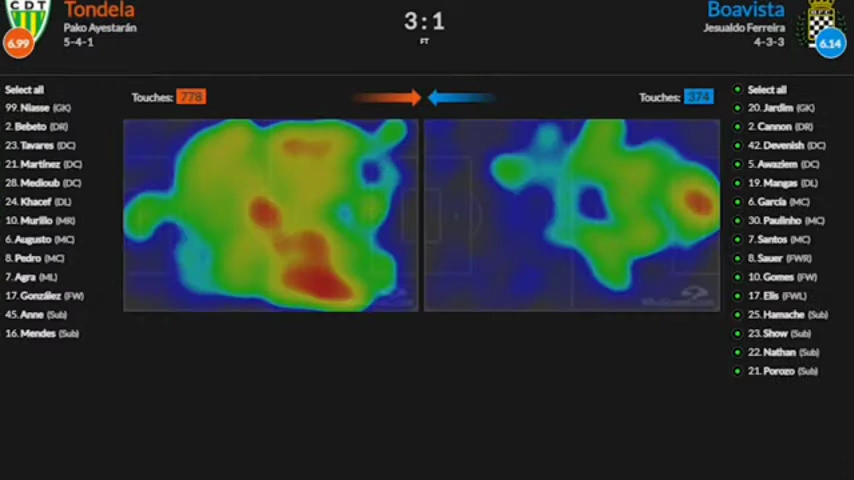 CDT
Tondela
Pako Ayestarán
5-4-1
6.99
3 : 1
FT
Boavista
Jesualdo Ferreira
4-3-3
6.14
Touches: 778
Touches: 374
Select all
99. Niasse (GK)
2. Bebeto (DR)
23. Tavares (DC)
21. Martínez (DC)
28. Medioub (DC)
24. Khacef (DL)
10. Murillo (MR)
6. Augusto (MC)
8. Pedro (MC)
7. Agra (ML)
17. González (FW)
45. Anne (Sub)
16. Mendes (Sub)
Select all
20. Jardim (GK)
2. Cannon (DR)
42. Devenish (DC)
5. Awaziem (DC)
19. Mangas (DL)
6. García (MC)
30. Paulinho (MC)
7. Santos (MC)
8. Sauer (FWR)
10. Gomes (FW)
17. Elis (FWL)
25. Hamache (Sub)
23. Show (Sub)
22. Nathan (Sub)
21. Porozo (Sub)